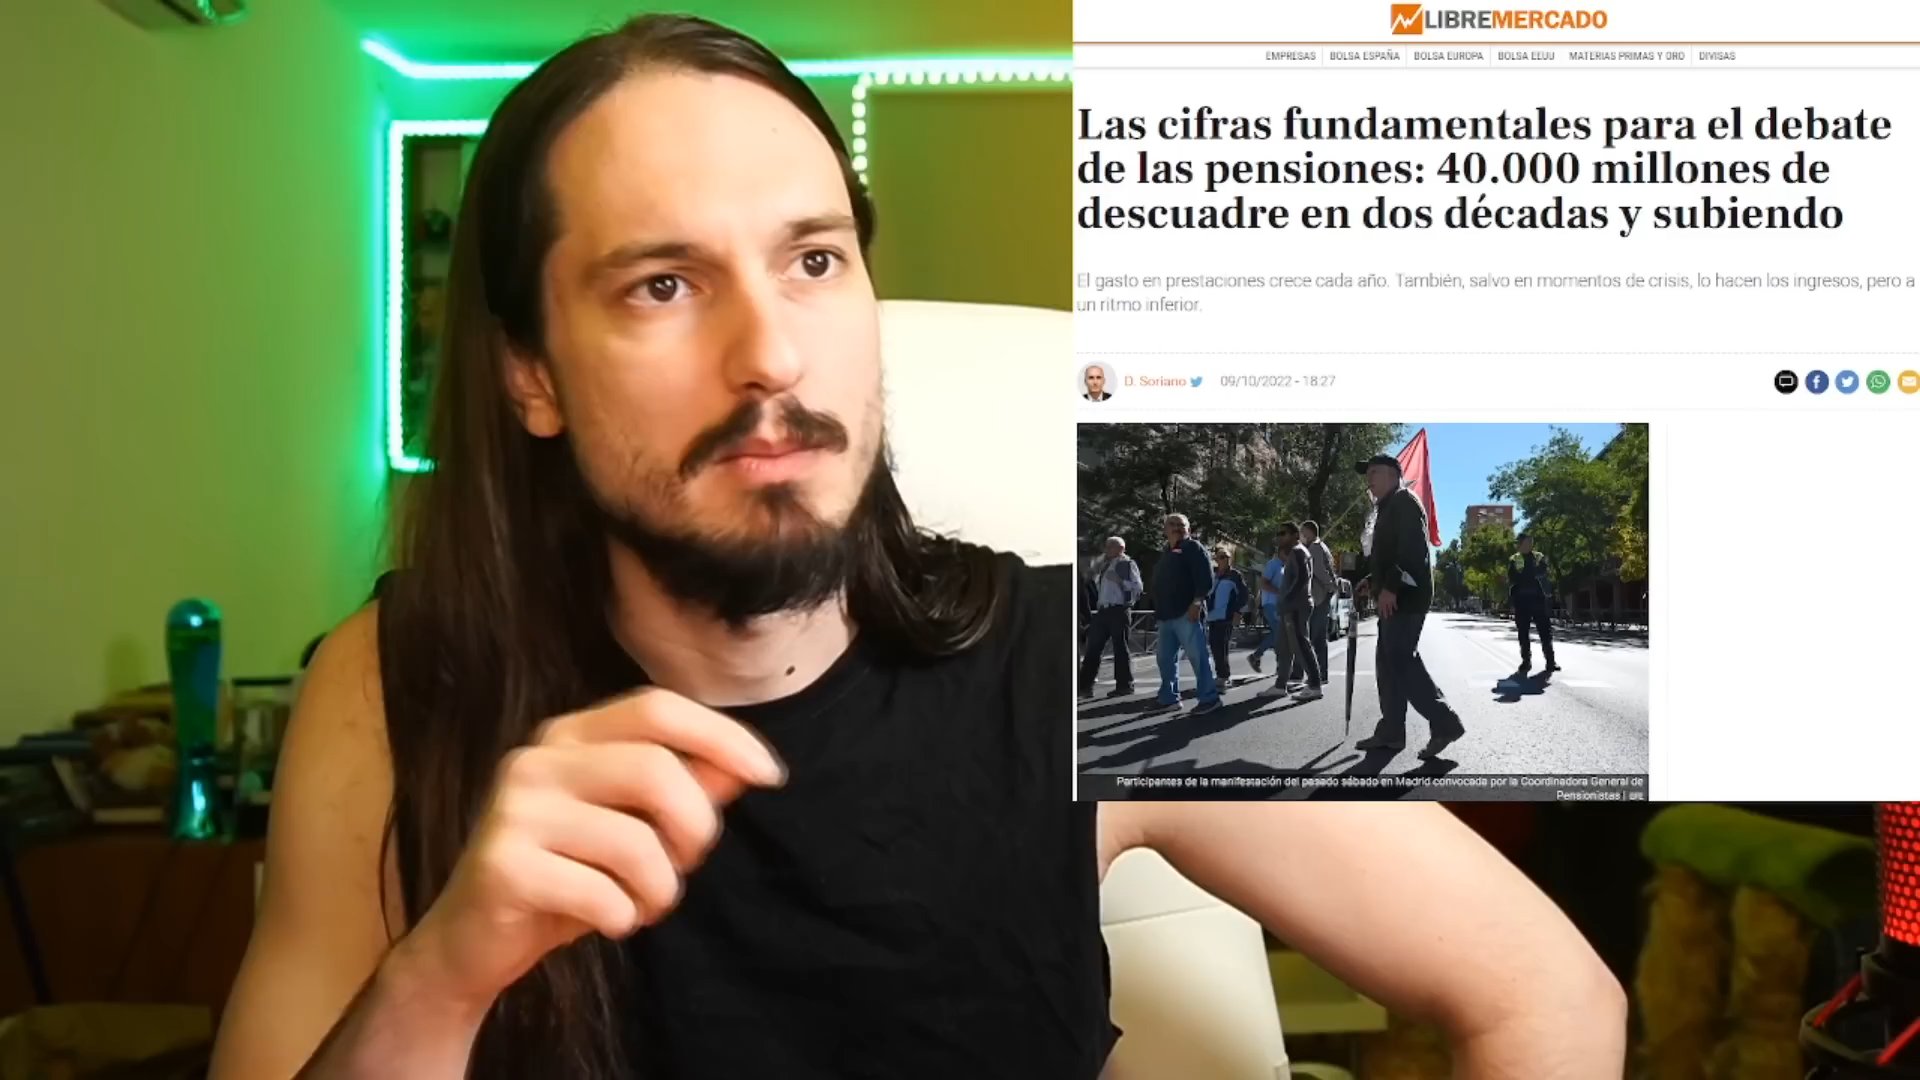 LIBREMERCADO
EMPRESAS BOLSA ESPAÑA BOLSA EUROPA BOLSA EEUU MATERIAS PRIMAS Y ORO DIVISAS
Las cifras fundamentales para el debate
de las pensiones: 40.000 millones de
descuadre en dos décadas y subiendo
El gasto en prestaciones crece cada año. También, salvo en momentos de crisis, lo hacen los ingresos, pero a
un ritmo inferior.
D. Soriano 09/10/2022 - 18:27
Participantes de la manifestación del pasado sábado en Madrid convocada por la Coordinadora General de
Pensionistas | EFE